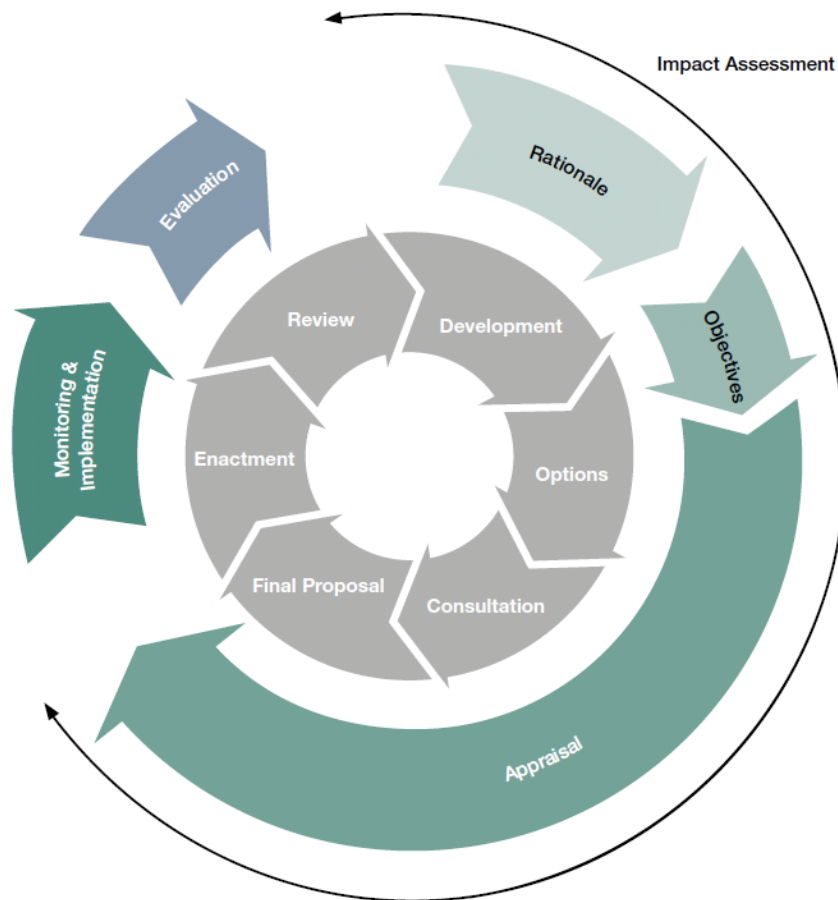 Impact Assessment
Rationale
Objectives
Appraisal
Monitoring &
Implementation
Evaluation
Development
Options
Consultation
Final Proposal
Enactment
Review